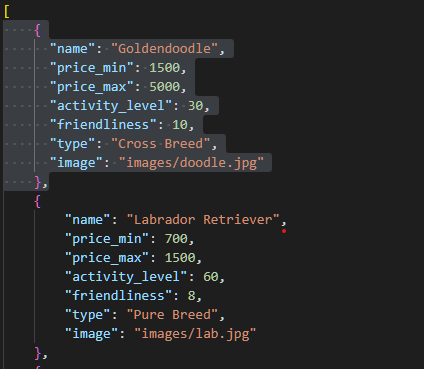 [
    {
      "name": "Goldendoodle",
      "price_min": 1500,
      "price_max": 5000,
      "activity_level": 30,
      "friendliness": 10,
      "type": "Cross Breed",
      "image": "images/doodle.jpg"
    },
    {
        "name": "Labrador Retriever",
        "price_min": 700,
        "price_max": 1500,
        "activity_level": 60,
        "friendliness": 8,
        "type": "Pure Breed",
        "image": "images/lab.jpg"
    },